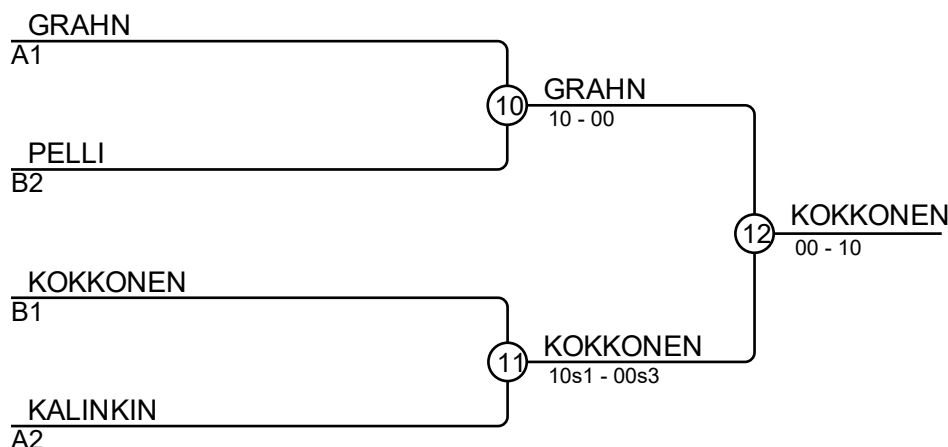 GRAHN
A1
10
GRAHN
10 - 00
PELLI
B2
12
KOKKONEN
00 - 10
KOKKONEN
B1
11
KOKKONEN
10s1 - 00s3
KALINKIN
A2